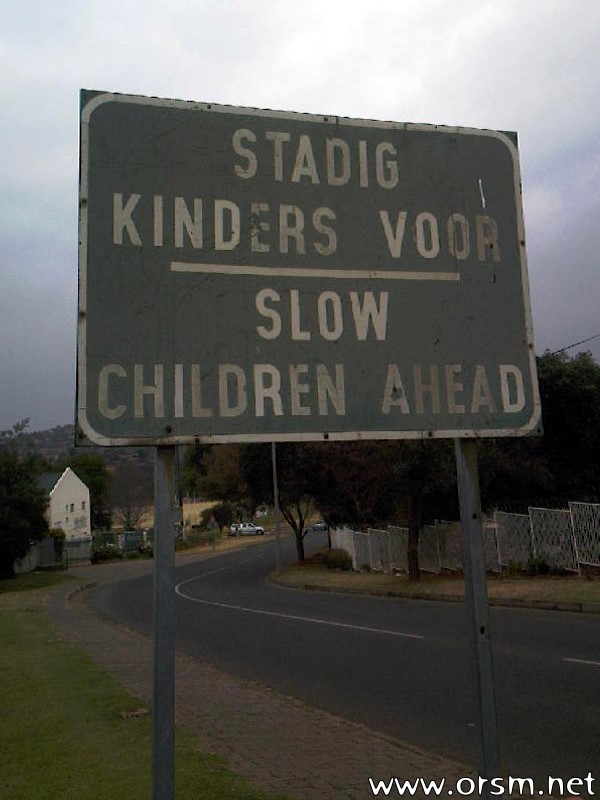 STADIG
KINDERS VOOR
SLOW
CHILDREN AHEAD
www.orsm.net